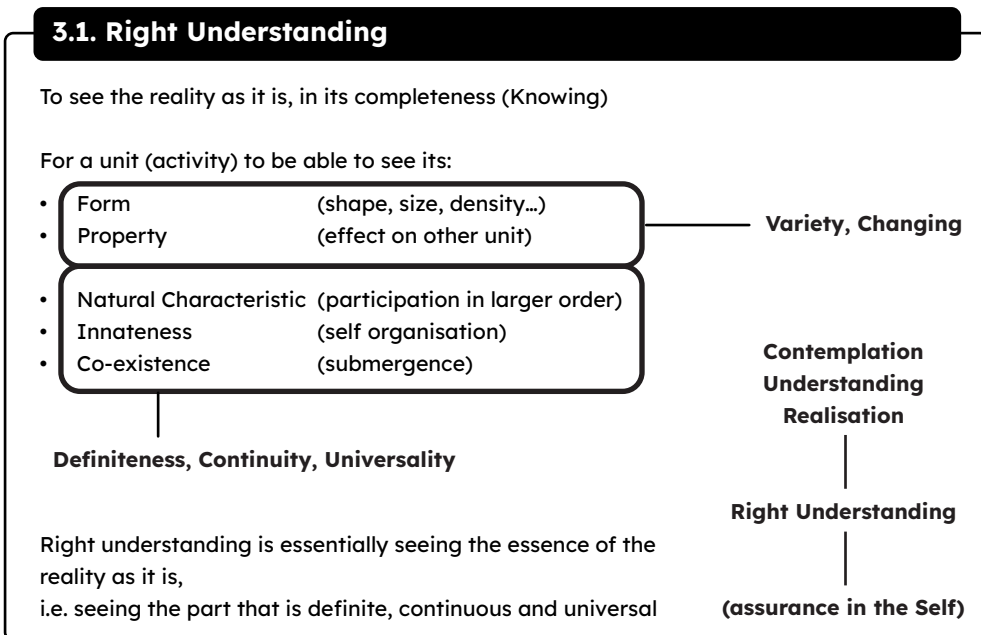 3.1. Right Understanding
To see the reality as it is, in its completeness (Knowing)
For a unit (activity) to be able to see its:
• Form (shape, size, density…)
• Property (effect on other unit)
Variety, Changing
• Natural Characteristic (participation in larger order)
• Innateness (self organisation)
• Co-existence (submergence)
Definiteness, Continuity, Universality
Contemplation
Understanding
Realisation
Right Understanding
(assurance in the Self)
Right understanding is essentially seeing the essence of the
reality as it is,
i.e. seeing the part that is definite, continuous and universal